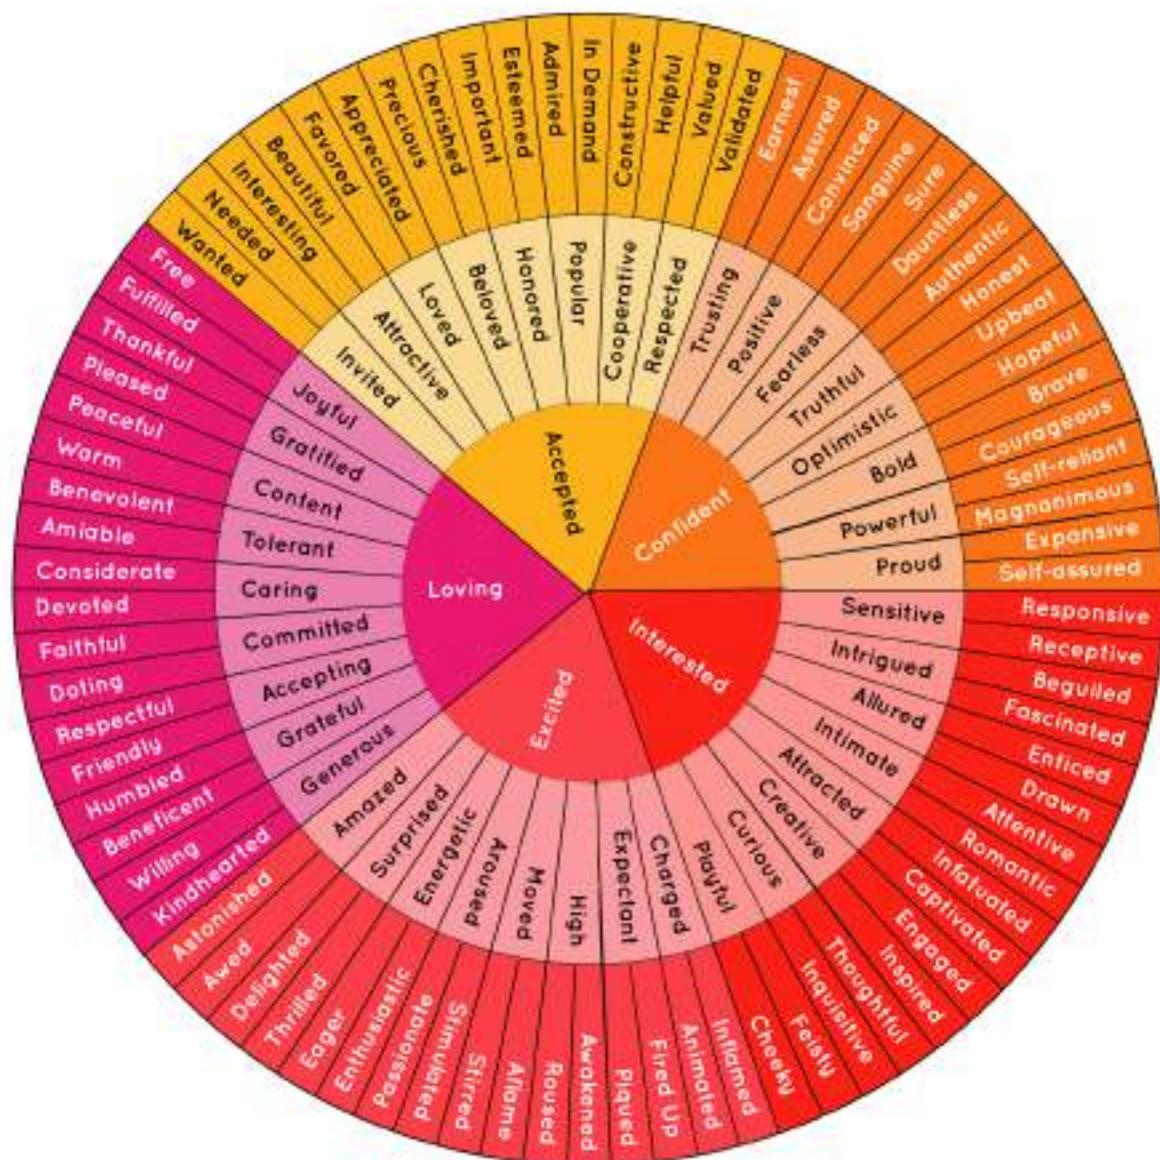 Accepted
Confident
Interested
Excited
Loving
Invited
Attractive
Loved
Beloved
Honored
Popular
Cooperative
Respected
Trusting
Positive
Fearless
Truthful
Optimistic
Bold
Powerful
Proud
Sensitive
Intrigued
Allured
Intimate
Attracted
Creative
Curious
Playful
Charged
Expectant
High
Moved
Aroused
Energetic
Surprised
Amazed
Generous
Grateful
Accepting
Committed
Caring
Tolerant
Content
Gratified
Joyful
Wanted
Needed
Interesting
Beautiful
Favored
Appreciated
Precious
Cherished
Important
Esteemed
Admired
In Demand
Constructive
Helpful
Valued
Validated
Earnest
Assured
Convinced
Sanguine
Sure
Dauntless
Authentic
Honest
Upbeat
Hopeful
Brave
Courageous
Self-reliant
Magnanimous
Expansive
Self-assured
Responsive
Receptive
Beguiled
Fascinated
Enticed
Drawn
Attentive
Romantic
Infatuated
Captivated
Engaged
Inspired
Thoughtful
Inquisitive
Feisty
Cheeky
Inflamed
Animated
Fired Up
Piqued
Awakened
Roused
Aflame
Stirred
Stimulated
Passionate
Enthusiastic
Eager
Thrilled
Delighted
Awed
Astonished
Kindhearted
Willing
Beneficent
Humbled
Friendly
Respectful
Doting
Faithful
Devoted
Considerate
Amiable
Benevolent
Warm
Peaceful
Pleased
Thankful
Fulfilled
Free